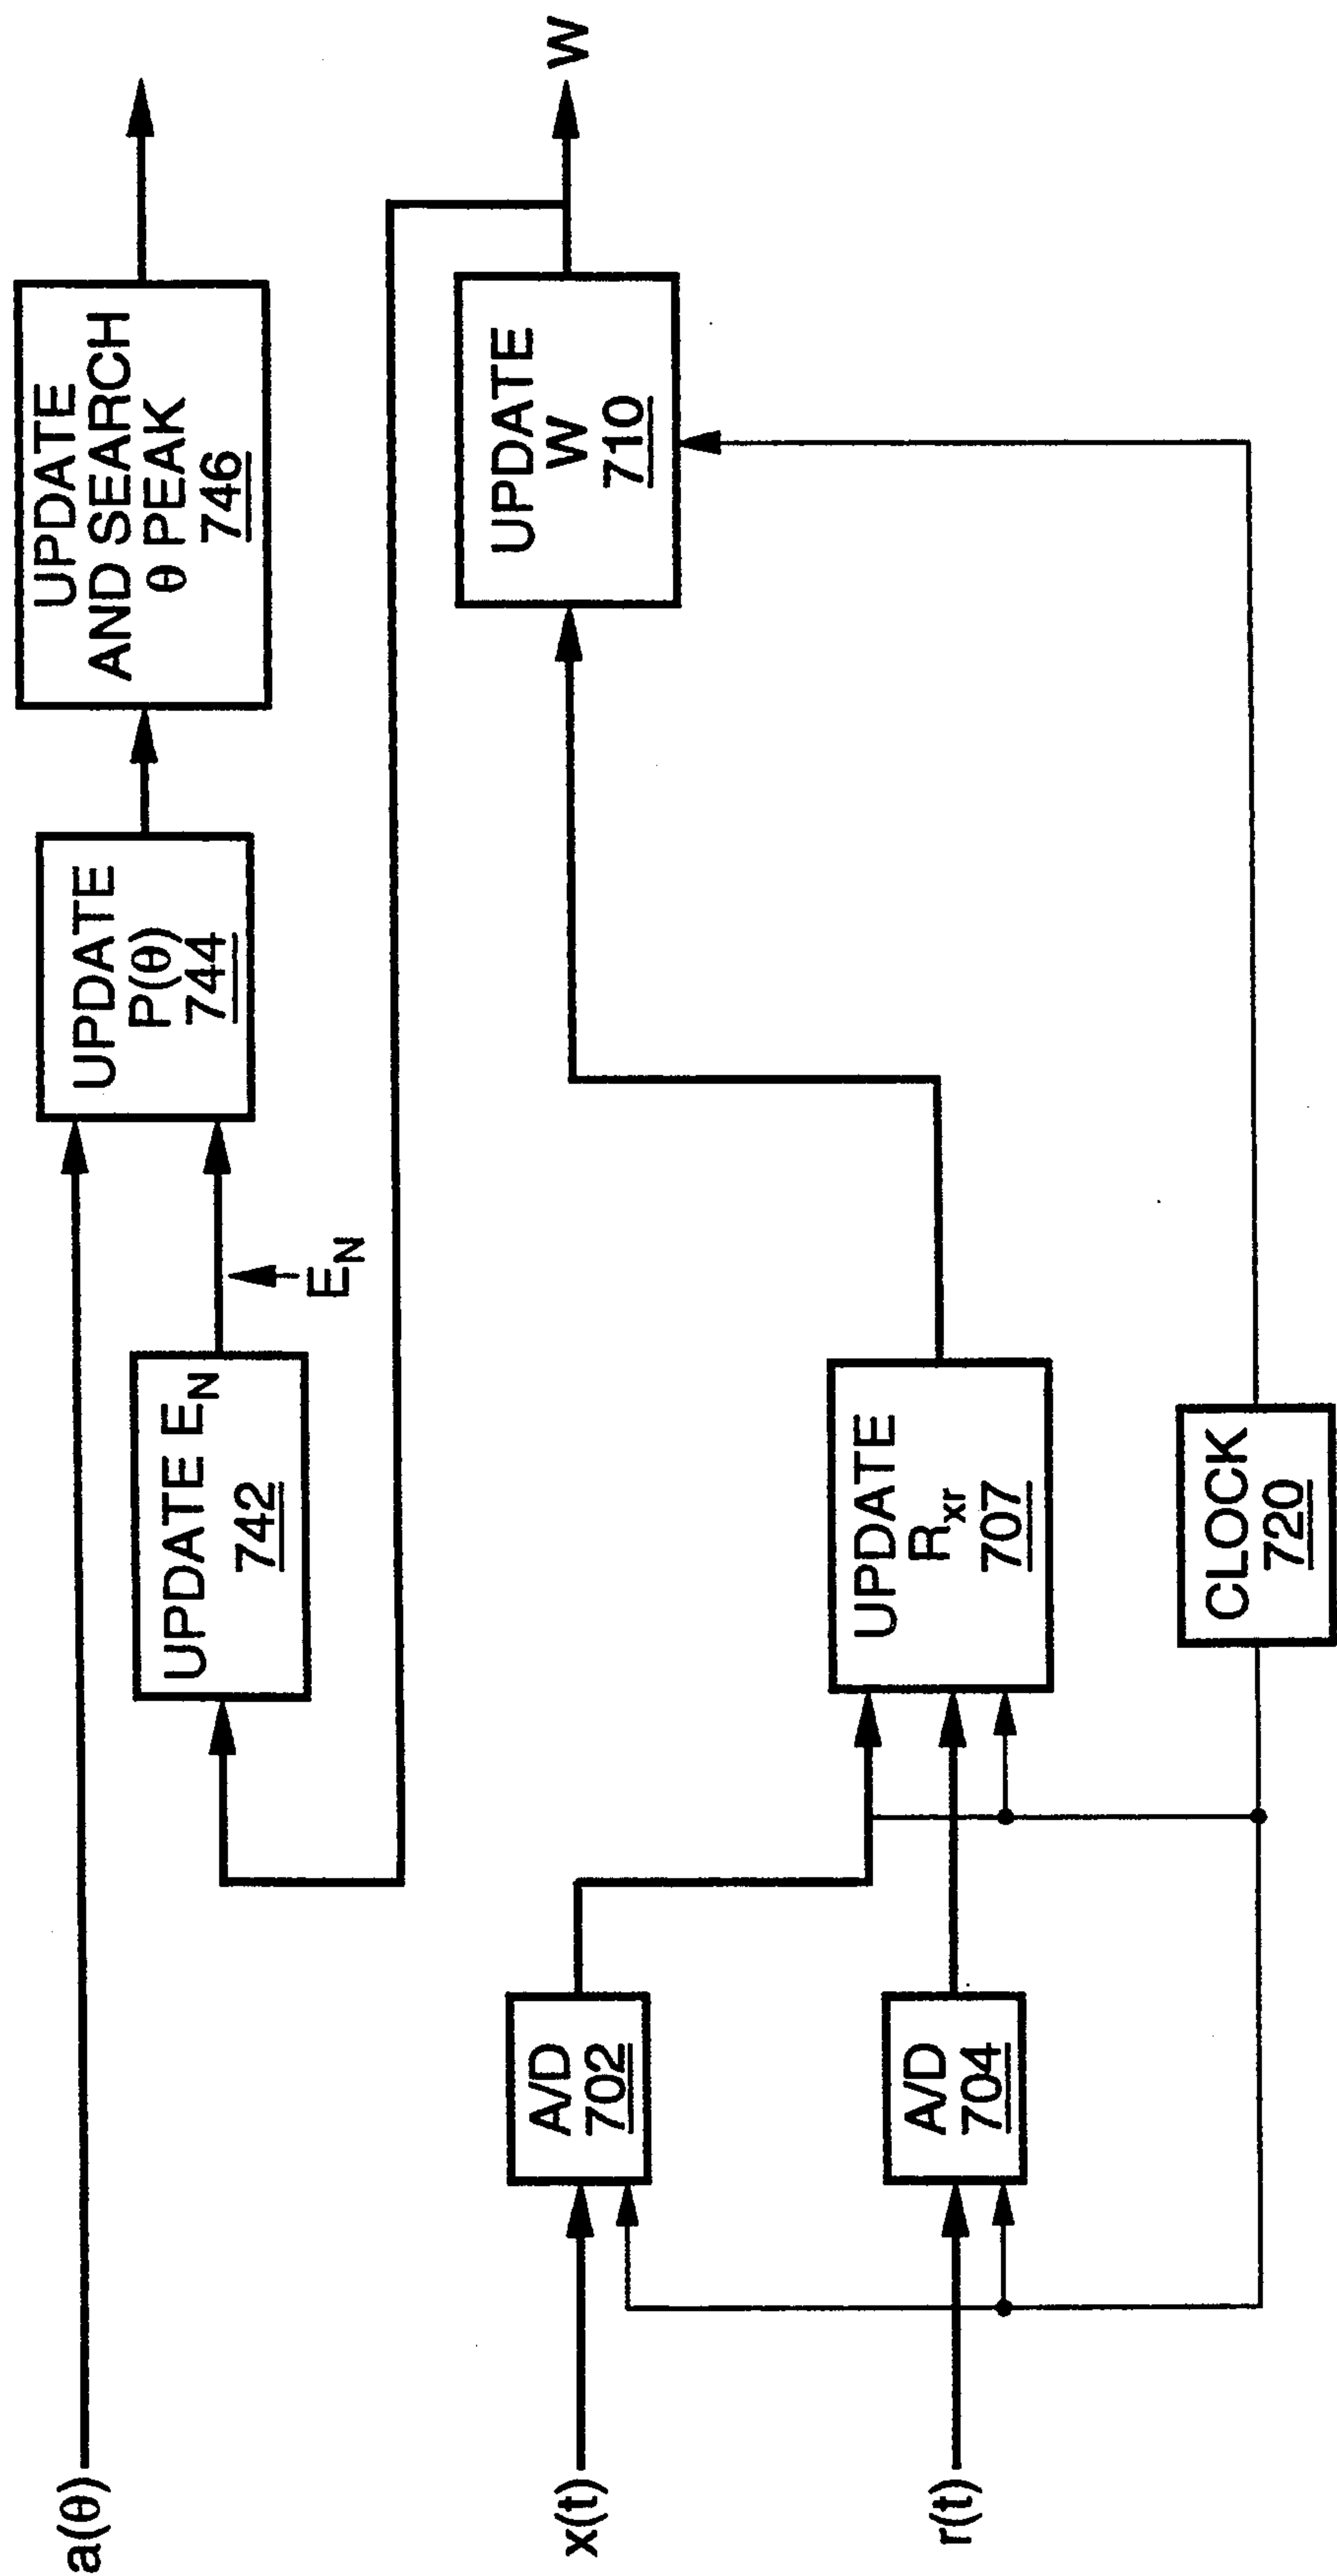 a(θ)
UPDATE
P(θ)
744
UPDATE
AND SEARCH
θ PEAK
746
UPDATE E_N
742
E_N
W
UPDATE
W
710
x(t)
A/D
702
r(t)
A/D
704
UPDATE
R_xr
707
CLOCK
720